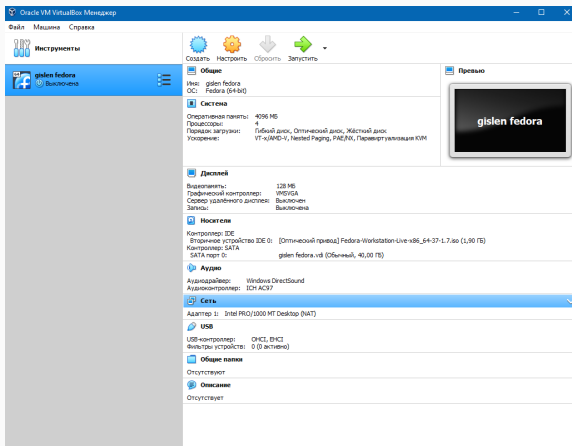 Oracle VM VirtualBox Менеджер
Файл Машина Справка
Инструменты
Создать Настроить Сбросить Запустить
gislen fedora
Выключена
Общие
Имя: gislen fedora
ОС: Fedora (64-bit)
Превью
gislen fedora
Система
Оперативная память: 4096 МБ
Процессоры: 4
Порядок загрузки: Гибкий диск, Оптический диск, Жёсткий диск
Ускорение: VT-x/AMD-V, Nested Paging, PAE/NX, Паравиртуализация KVM
Дисплей
Видеопамять: 128 МБ
Графический контроллер: VMSVGA
Сервер удалённого дисплея: Выключен
Запись: Выключена
Носители
Контроллер: IDE
Вторичное устройство IDE 0: [Оптический привод] Fedora-Workstation-Live-x86_64-37-1.7.iso (1,90 ГБ)
Контроллер: SATA
SATA порт 0: gislen fedora.vdi (Обычный, 40,00 ГБ)
Аудио
Аудиодрайвер: Windows DirectSound
Аудиоконтроллер: ICH AC97
Сеть
Адаптер 1: Intel PRO/1000 MT Desktop (NAT)
USB
USB-контроллер: OHCI, EHCI
Фильтры устройств: 0 (0 активно)
Общие папки
Отсутствуют
Описание
Отсутствует